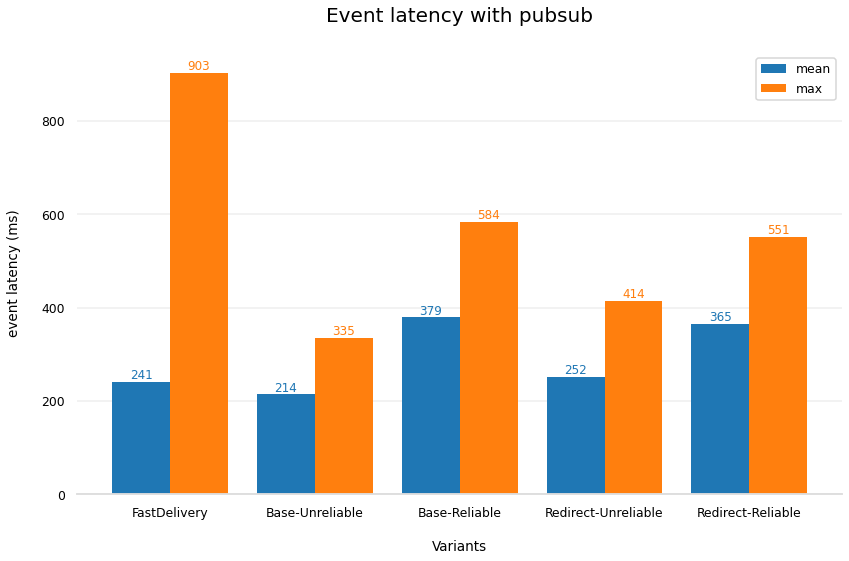 Event latency with pubsub
mean
max
event latency (ms)
800
600
400
200
0
903
241
335
214
584
379
414
252
551
365
FastDelivery
Base-Unreliable
Base-Reliable
Redirect-Unreliable
Redirect-Reliable
Variants